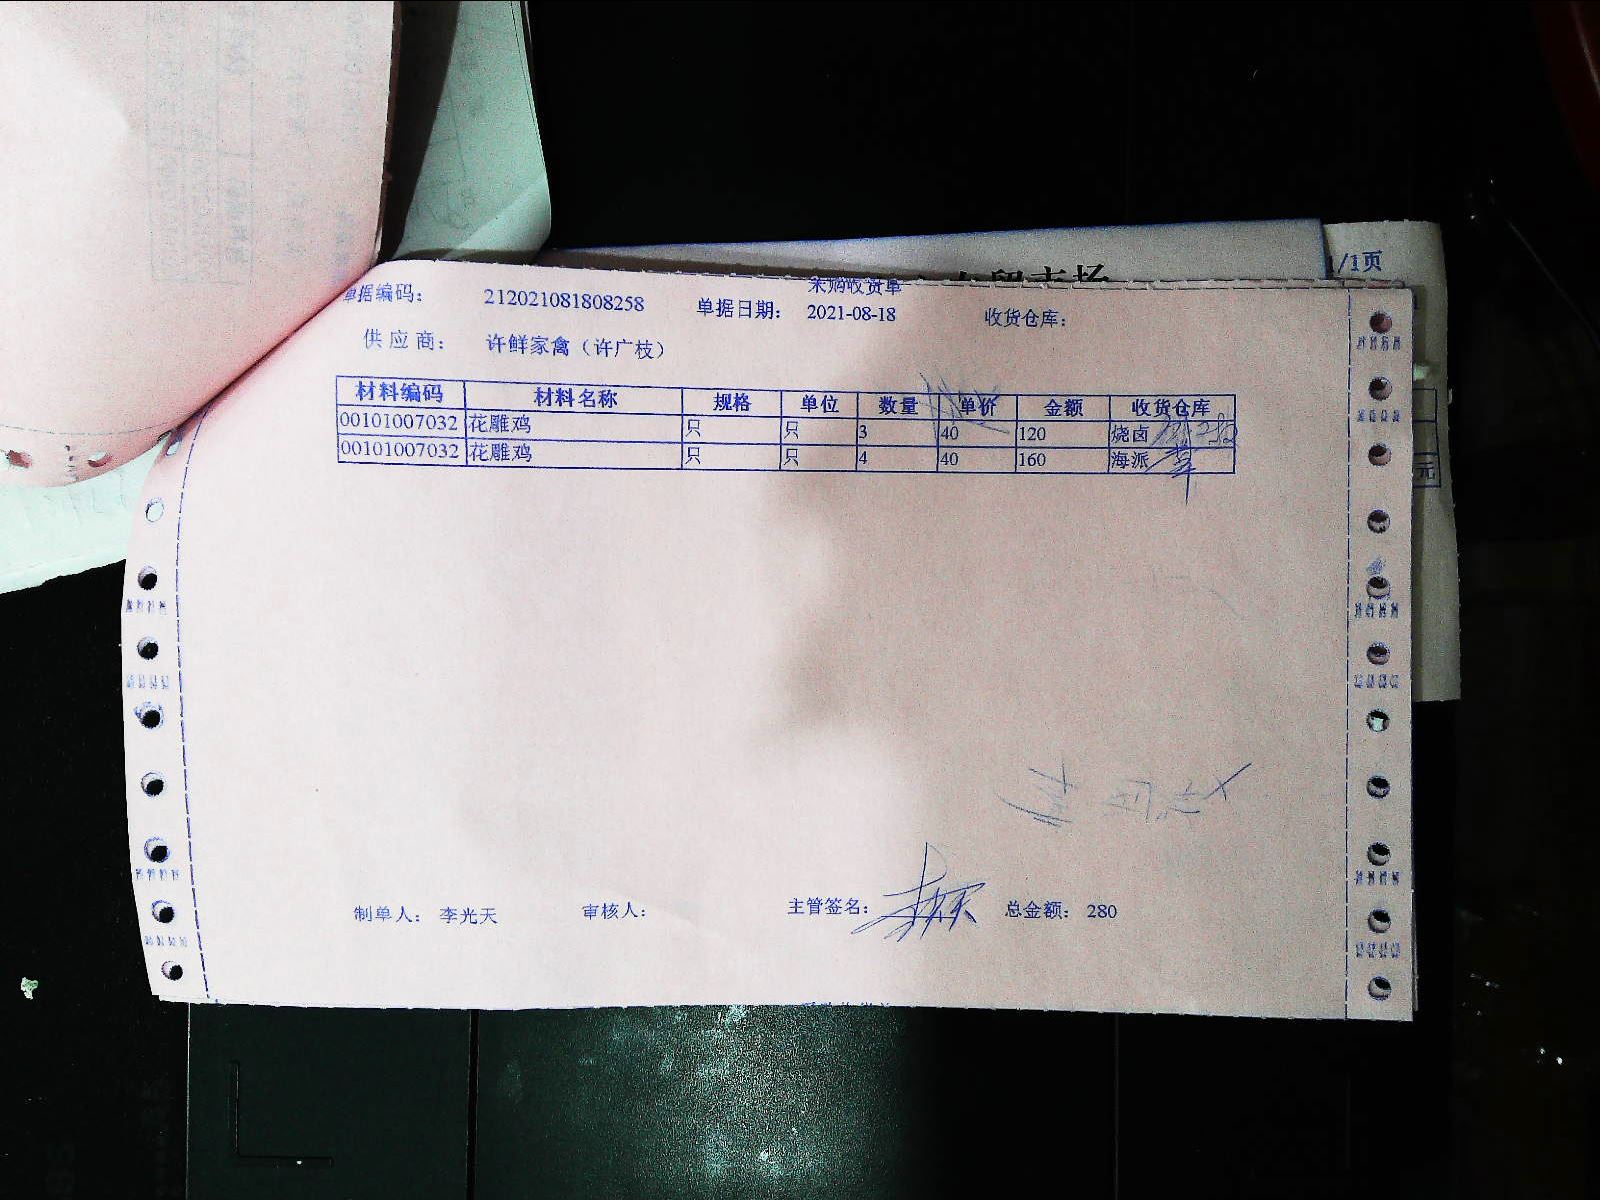 /1页
采购收货单
单据编码： 212021081808258 单据日期： 2021-08-18 收货仓库：
供应商： 许鲜家禽（许广枝）
材料编码 材料名称 规格 单位 数量 单价 金额 收货仓库
00101007032 花雕鸡 只 只 3 40 120 烧卤
00101007032 花雕鸡 只 只 4 40 160 海派
元
制单人： 李光天 审核人： 主管签名： 总金额： 280